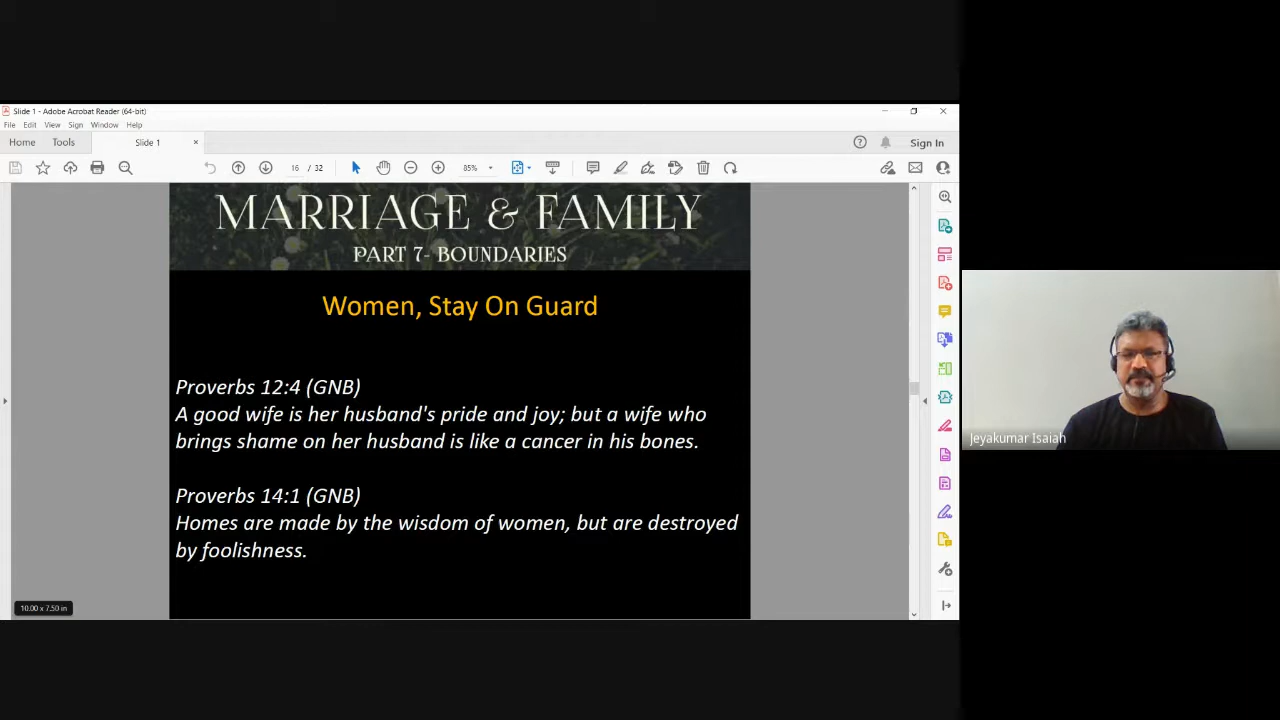 Slide 1 - Adobe Acrobat Reader (64-bit)
File Edit View Sign Window Help
Home Tools Slide 1 × Sign In
16 / 32 85%
MARRIAGE & FAMILY
PART 7- BOUNDARIES
Women, Stay On Guard
Proverbs 12:4 (GNB)
A good wife is her husband's pride and joy; but a wife who
brings shame on her husband is like a cancer in his bones.
Proverbs 14:1 (GNB)
Homes are made by the wisdom of women, but are destroyed
by foolishness.
10.00 x 7.50 in
Jeyakumar Isaiah